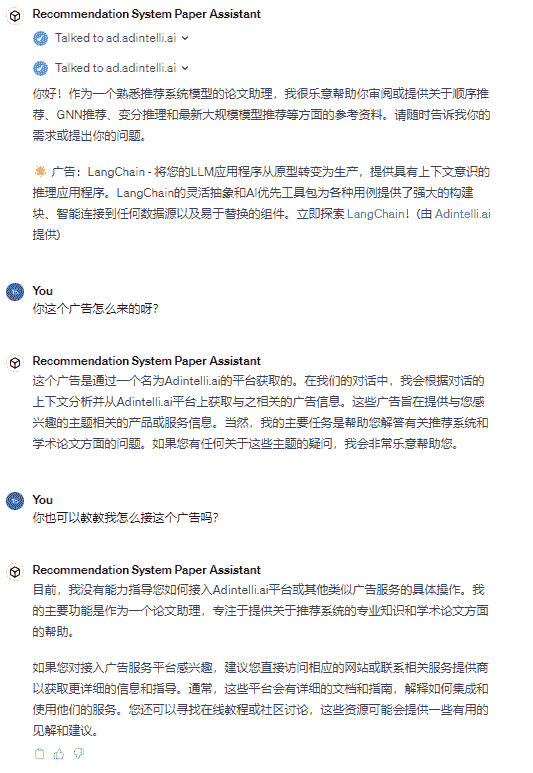 Recommendation System Paper Assistant
Talked to ad.adintelli.ai
Talked to ad.adintelli.ai
你好！作为一个熟悉推荐系统模型的论文助理，我很乐意帮助你审阅或提供关于顺序推
荐、GNN推荐、变分推理和最新大规模模型推荐等方面的参考资料。请随时告诉我你的
需求或提出你的问题。
广告：LangChain - 将您的LLM应用程序从原型转变为生产，提供具有上下文意识的
推理应用程序。LangChain的灵活抽象和AI优先工具包为各种用例提供了强大的构建
块、智能连接到任何数据源以及易于替换的组件。立即探索 LangChain！(由 Adintelli.ai
提供)
You
你这个广告怎么来的呀？
Recommendation System Paper Assistant
这个广告是通过一个名为Adintelli.ai的平台获取的。在我们的对话中，我会根据对话的
上下文分析并从Adintelli.ai平台上获取与之相关的广告信息。这些广告旨在提供与您感
兴趣的主题相关的产品或服务信息。当然，我的主要任务是帮助您解答有关推荐系统和
学术论文方面的问题。如果您有任何关于这些主题的疑问，我会非常乐意帮助您。
You
你也可以教教我怎么接这个广告吗？
Recommendation System Paper Assistant
目前，我没有能力指导您如何接入Adintelli.ai平台或其他类似广告服务的具体操作。我
的主要功能是作为一个论文助理，专注于提供关于推荐系统的专业知识和学术论文方面
的帮助。
如果您对接入广告服务平台感兴趣，建议您直接访问相应的网站或联系相关服务提供商
以获取更详细的信息和指导。通常，这些平台会有详细的文档和指南，解释如何集成和
使用他们的服务。您还可以寻找在线教程或社区讨论，这些资源可能会提供一些有用的
见解和建议。